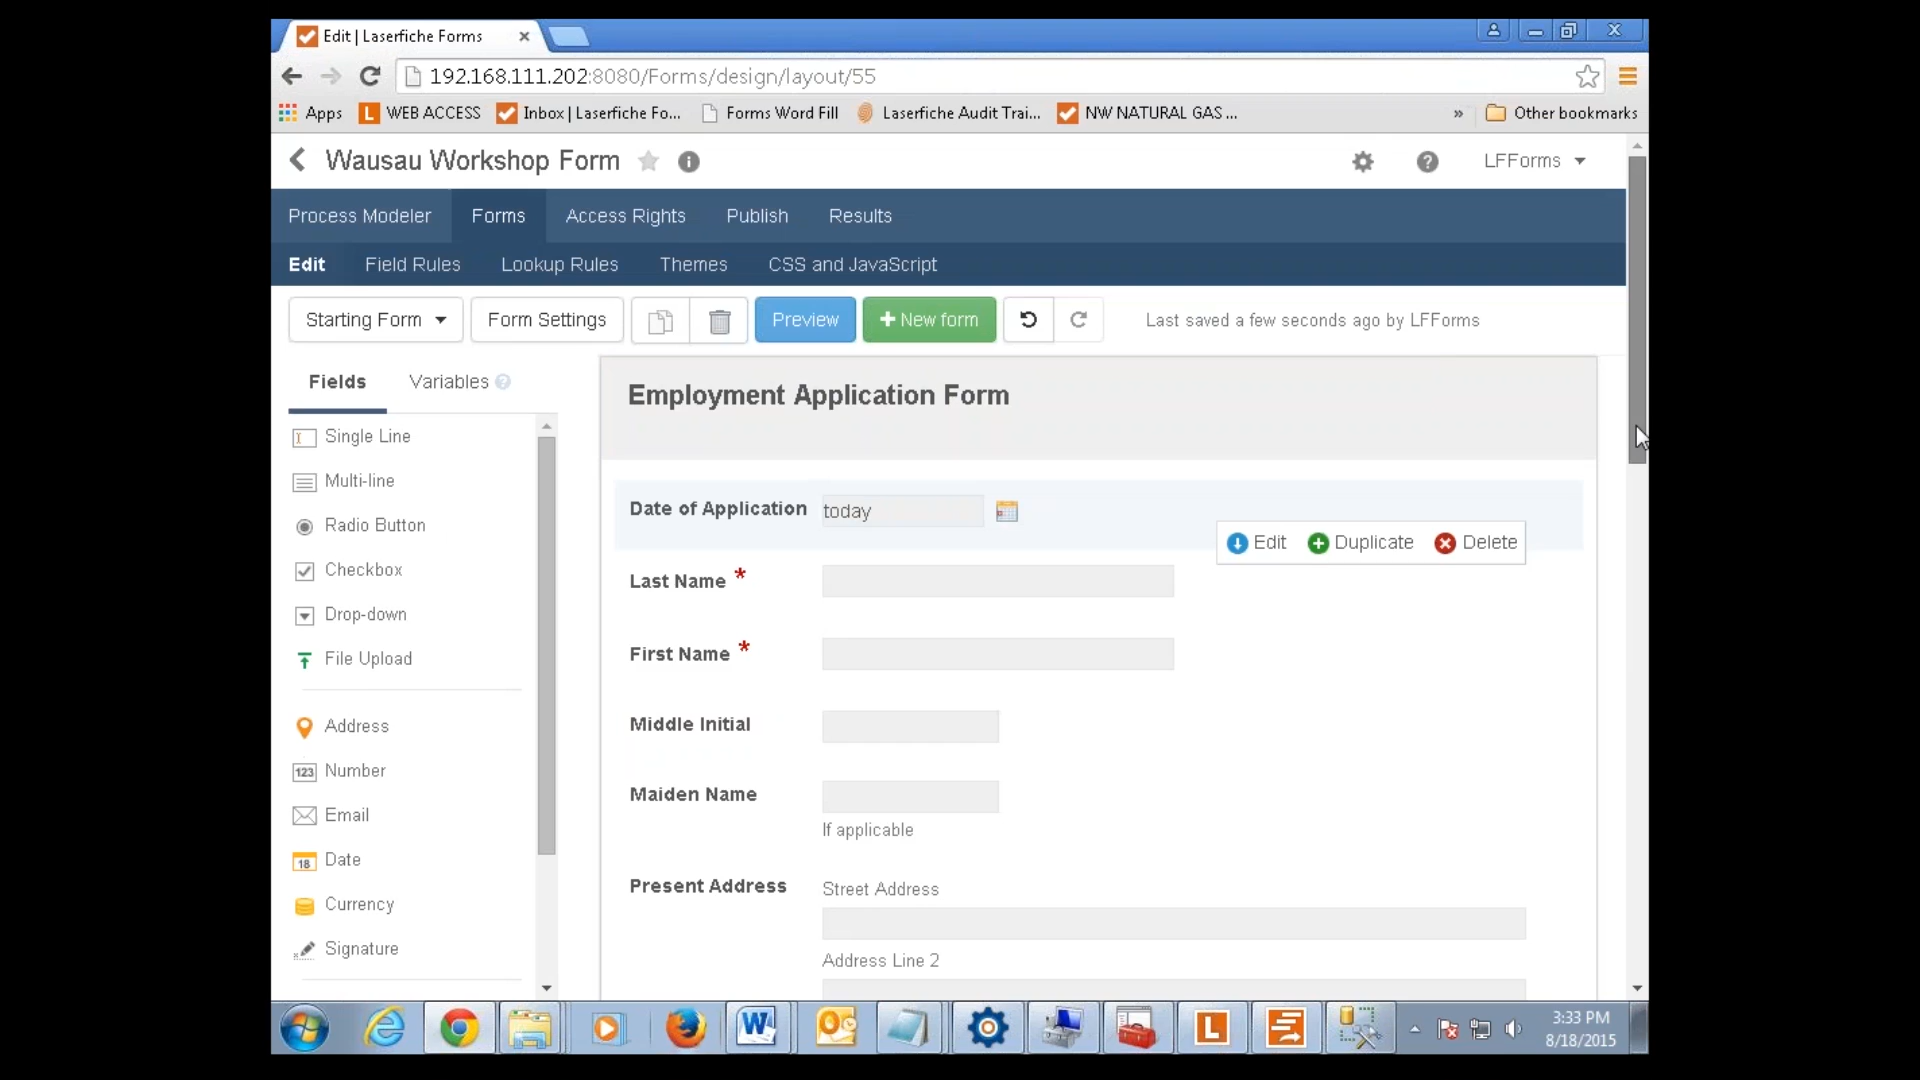 Edit | Laserfiche Forms
192.168.111.202:8080/Forms/design/layout/55
Apps WEB ACCESS Inbox | Laserfiche Fo... Forms Word Fill Laserfiche Audit Trai... NW NATURAL GAS ... » Other bookmarks
Wausau Workshop Form LFForms
Process Modeler Forms Access Rights Publish Results
Edit Field Rules Lookup Rules Themes CSS and JavaScript
Starting Form Form Settings Preview + New form Last saved a few seconds ago by LFForms
Fields Variables
Employment Application Form
Single Line
Multi-line
Radio Button
Checkbox
Drop-down
File Upload
Address
123 Number
Email
18 Date
Currency
Signature
Date of Application today
Edit Duplicate Delete
Last Name *
First Name *
Middle Initial
Maiden Name
If applicable
Present Address Street Address
Address Line 2
3:33 PM
8/18/2015